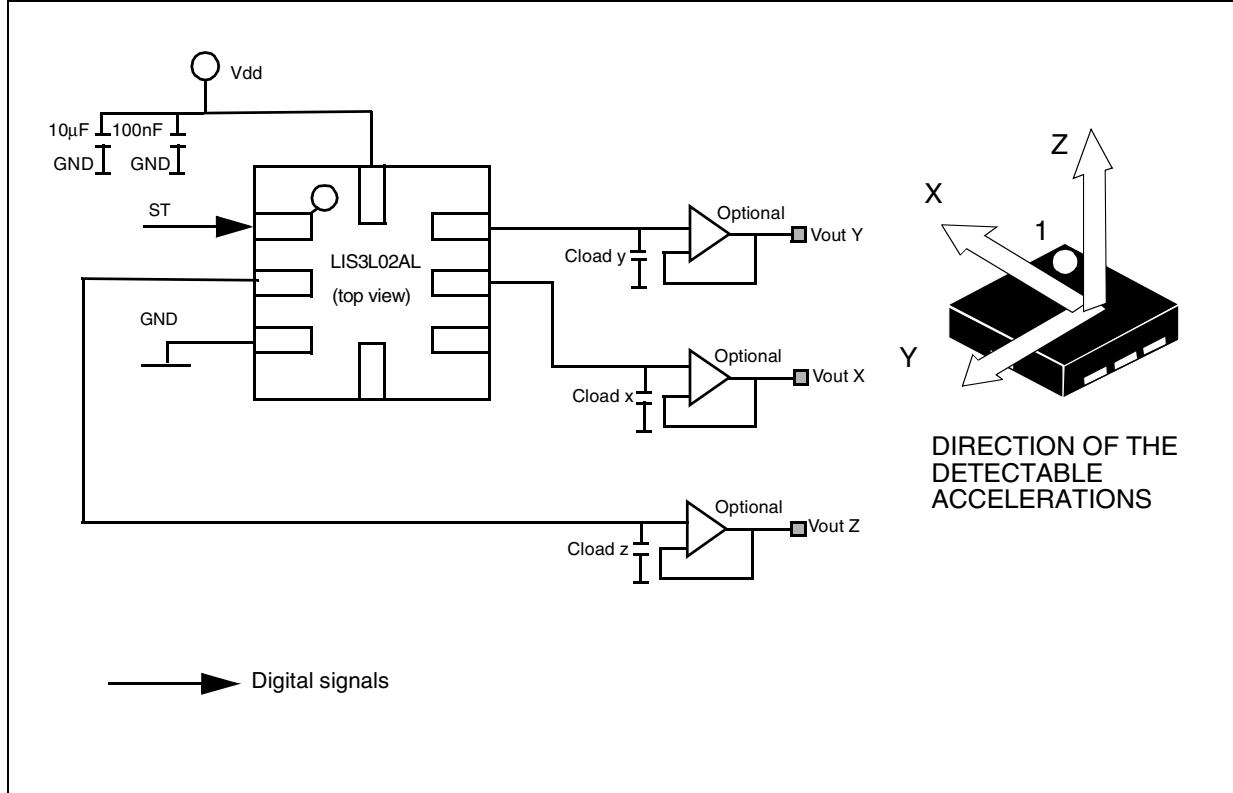 Vdd
10µF 100nF
GND GND
ST
LIS3L02AL
(top view)
GND
Optional
Cload y
Vout Y
Optional
Cload x
Vout X
Optional
Cload z
Vout Z
Digital signals
Z
X
1
Y
DIRECTION OF THE
DETECTABLE
ACCELERATIONS